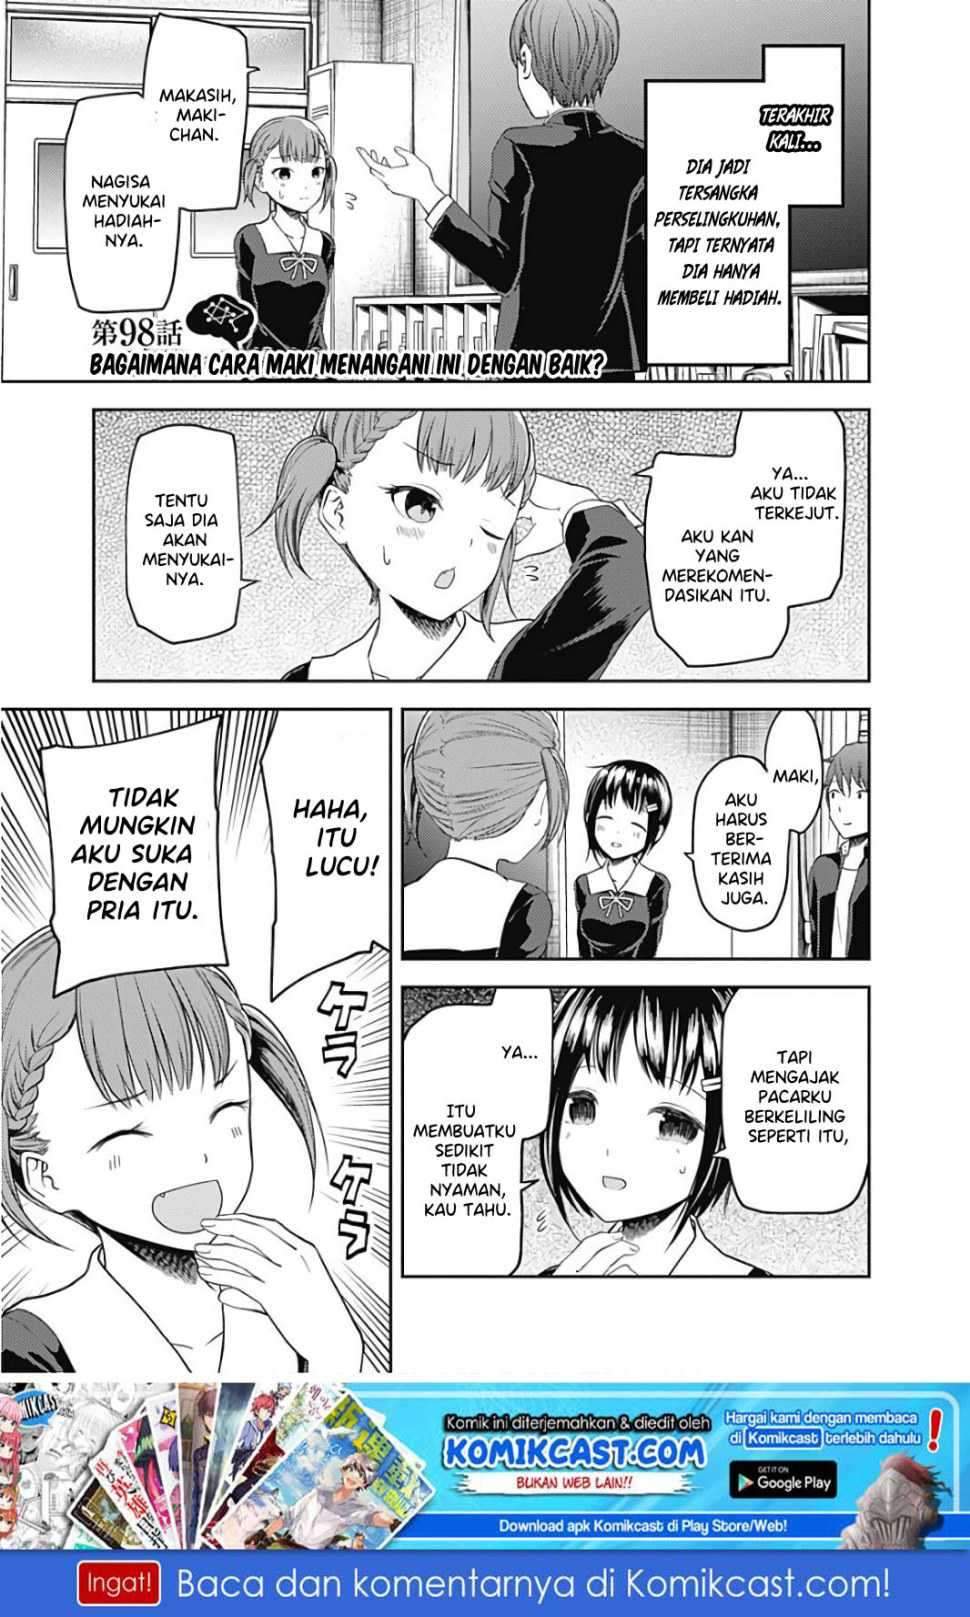 TERAKHIR
KALI...
DIA JADI
TERSANGKA
PERSELINGKUHAN,
TAPI TERNYATA
DIA HANYA
MEMBELI HADIAH.
MAKASIH,
MAKI-
CHAN.
NAGISA
MENYUKAI
HADIAH-
NYA.
第98話
BAGAIMANA CARA MAKI MENANGANI INI DENGAN BAIK?
YA...
AKU TIDAK
TERKEJUT.
AKU KAN
YANG
MEREKOMEN-
DASIKAN ITU.
TENTU
SAJA DIA
AKAN
MENYUKAI-
NYA.
MAKI,
AKU
HARUS
BER-
TERIMA
KASIH
JUGA.
TAPI
MENGAJAK
PACARKU
BERKELILING
SEPERTI ITU,
YA...
ITU
MEMBUATKU
SEDIKIT
TIDAK
NYAMAN,
KAU TAHU.
HAHA,
ITU
LUCU!
TIDAK
MUNGKIN
AKU SUKA
DENGAN
PRIA ITU.
ケラ
ケラ
Komik ini diterjemahkan & diedit oleh
KOMIKCAST.COM
BUKAN WEB LAIN!!
Hargai kami dengan membaca
di Komikcast terlebih dahulu !
GET IT ON
Google Play
Download apk Komikcast di Play Store/Web!
Ingat! Baca dan komentarnya di Komikcast.com!